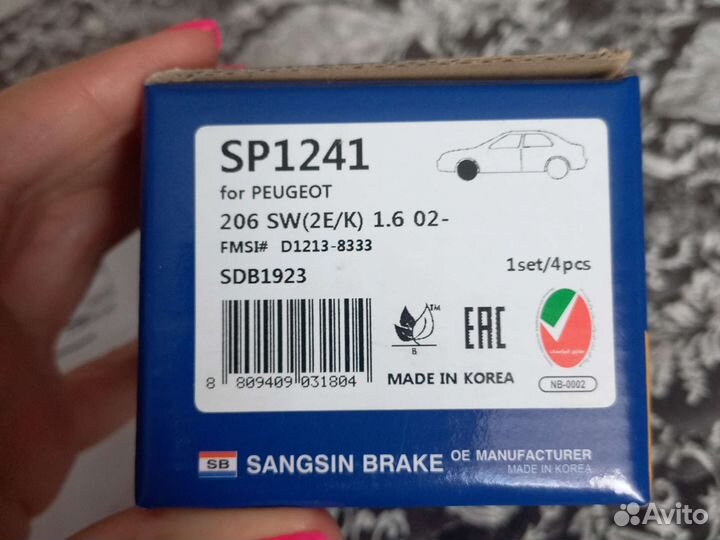 SP1241
for PEUGEOT
206 SW(2E/K) 1.6 02-
FMSI# D1213-8333
SDB1923
1set/4pcs
TM
B
EAC
NB-0002
8 809409 031804
MADE IN KOREA
SB SANGSIN BRAKE OE MANUFACTURER
MADE IN KOREA
Avito